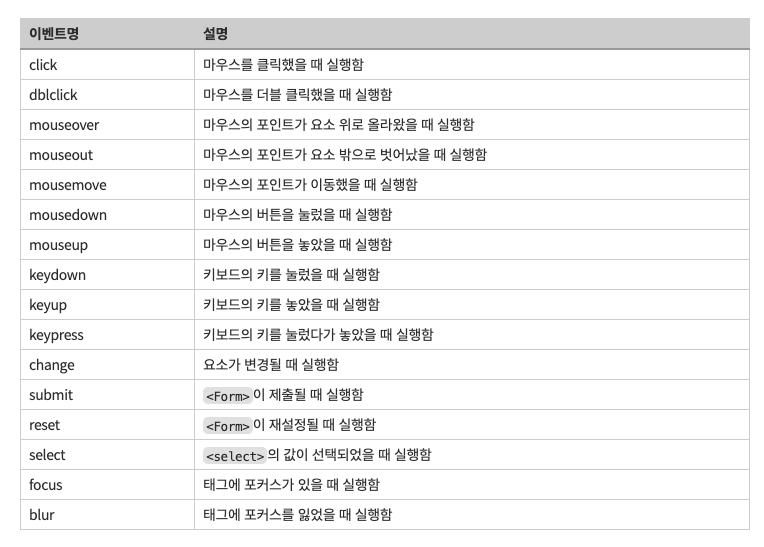 이벤트명 설명
click 마우스를 클릭했을 때 실행함
dblclick 마우스를 더블 클릭했을 때 실행함
mouseover 마우스의 포인트가 요소 위로 올라왔을 때 실행함
mouseout 마우스의 포인트가 요소 밖으로 벗어났을 때 실행함
mousemove 마우스의 포인트가 이동했을 때 실행함
mousedown 마우스의 버튼을 눌렀을 때 실행함
mouseup 마우스의 버튼을 놓았을 때 실행함
keydown 키보드의 키를 눌렀을 때 실행함
keyup 키보드의 키를 놓았을 때 실행함
keypress 키보드의 키를 눌렀다가 놓았을 때 실행함
change 요소가 변경될 때 실행함
submit <Form>이 제출될 때 실행함
reset <Form>이 재설정될 때 실행함
select <select>의 값이 선택되었을 때 실행함
focus 태그에 포커스가 있을 때 실행함
blur 태그에 포커스를 잃었을 때 실행함